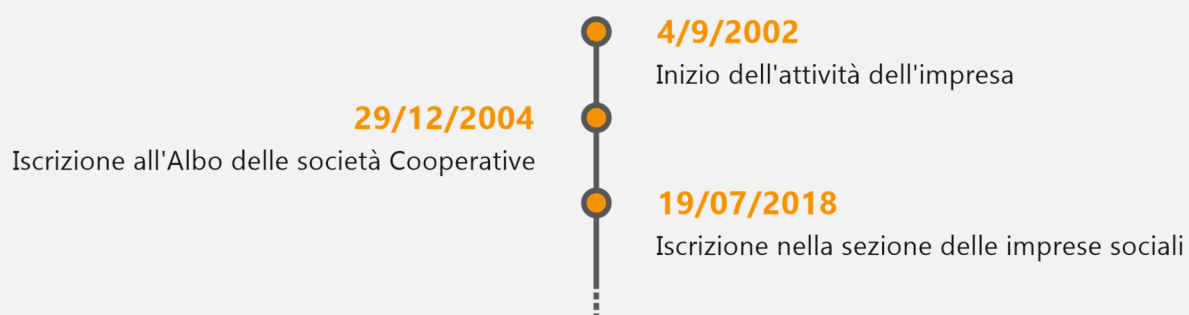 4/9/2002
Inizio dell'attività dell'impresa
29/12/2004
Iscrizione all'Albo delle società Cooperative
19/07/2018
Iscrizione nella sezione delle imprese sociali